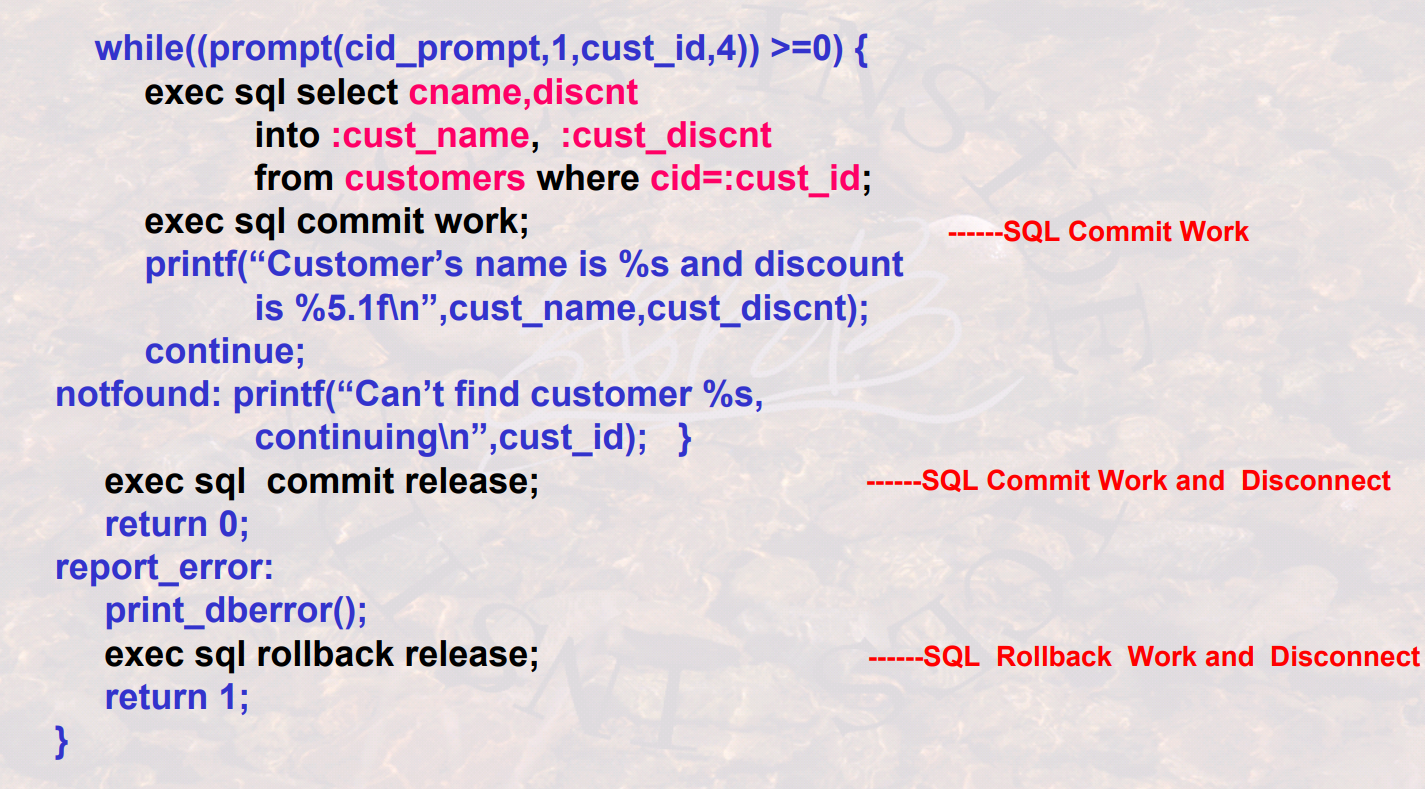 while((prompt(cid_prompt,1,cust_id,4)) >=0) {
exec sql select cname,discnt
into :cust_name, :cust_discnt
from customers where cid=:cust_id;
exec sql commit work;
------SQL Commit Work
printf(“Customer’s name is %s and discount
is %5.1f\n”,cust_name,cust_discnt);
continue;
notfound: printf(“Can’t find customer %s,
continuing\n”,cust_id); }
exec sql commit release;
------SQL Commit Work and Disconnect
return 0;
report_error:
print_dberror();
exec sql rollback release;
------SQL Rollback Work and Disconnect
return 1;
}